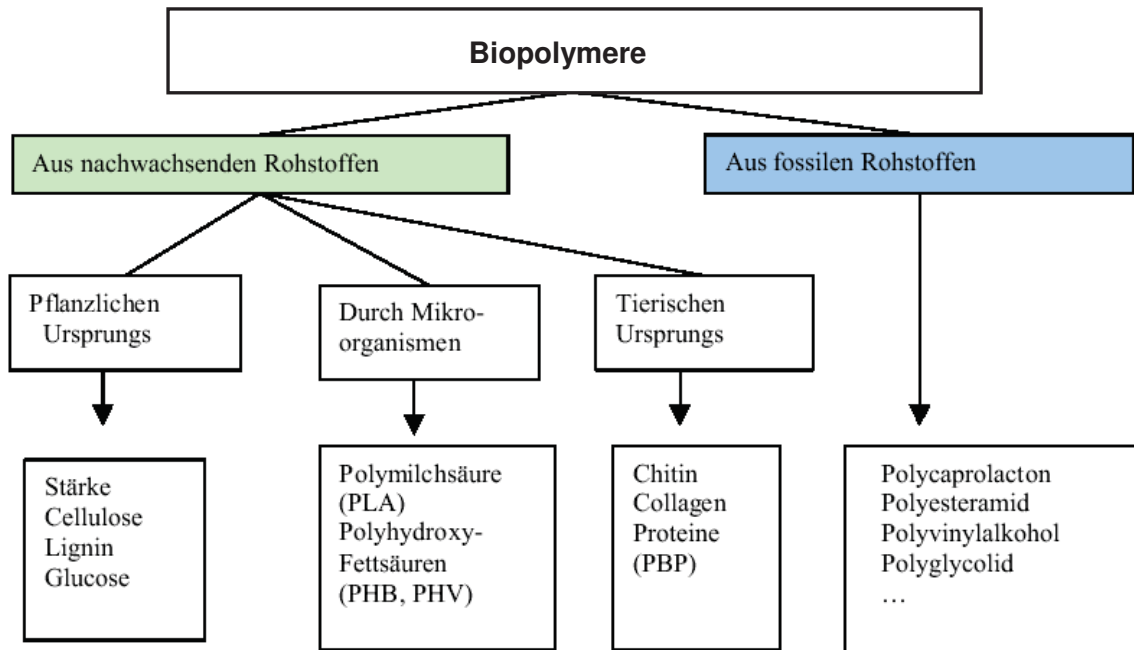 Biopolymere
Aus nachwachsenden Rohstoffen
Aus fossilen Rohstoffen
Pflanzlichen
Ursprungs
Durch Mikro-
organismen
Tierischen
Ursprungs
Stärke
Cellulose
Lignin
Glucose
Polymilchsäure
(PLA)
Polyhydroxy-
Fettsäuren
(PHB, PHV)
Chitin
Collagen
Proteine
(PBP)
Polycaprolacton
Polyesteramid
Polyvinylalkohol
Polyglycolid
…